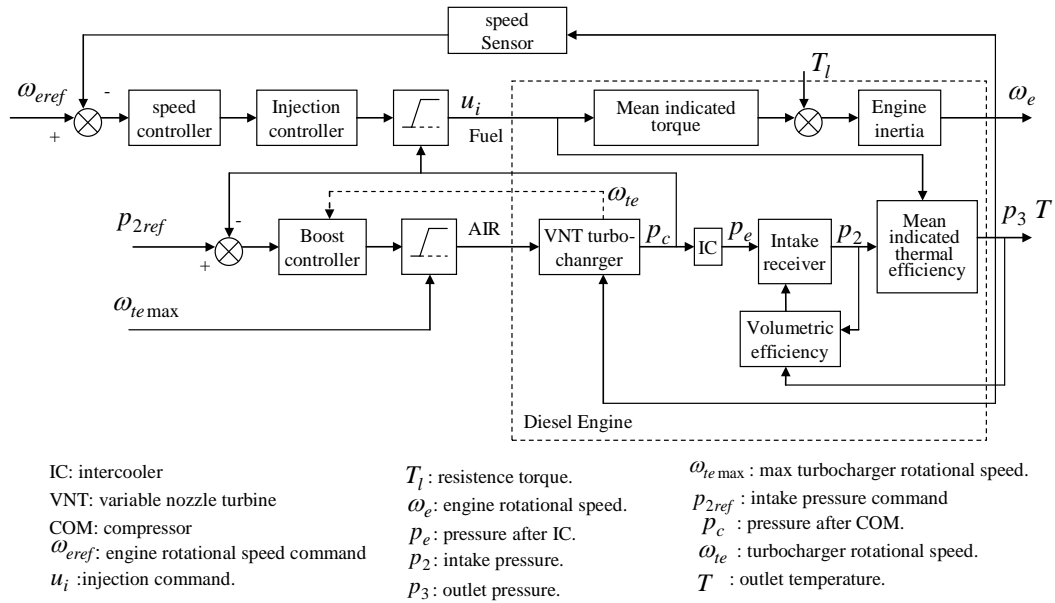 speed
Sensor
ω_eref
-
+
speed
controller
Injection
controller
u_i
Fuel
Mean indicated
torque
T_l
Engine
inertia
ω_e
p_2ref
-
+
Boost
controller
AIR
ω_te
VNT turbo-
chanrger
p_c
IC
p_e
Intake
receiver
p_2
Mean
indicated
thermal
efficiency
p_3 T
ω_te max
Volumetric
efficiency
Diesel Engine
IC: intercooler
VNT: variable nozzle turbine
COM: compressor
ω_eref: engine rotational speed command
u_i :injection command.
T_l : resistence torque.
ω_e : engine rotational speed.
p_e : pressure after IC.
p_2 : intake pressure.
p_3 : outlet pressure.
ω_te max : max turbocharger rotational speed.
p_2ref : intake pressure command
p_c : pressure after COM.
ω_te : turbocharger rotational speed.
T : outlet temperature.